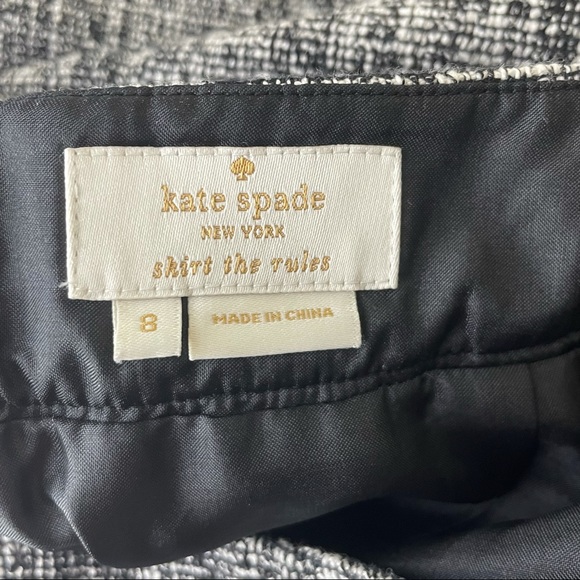 kate spade
NEW YORK
skirt the rules
8
MADE IN CHINA